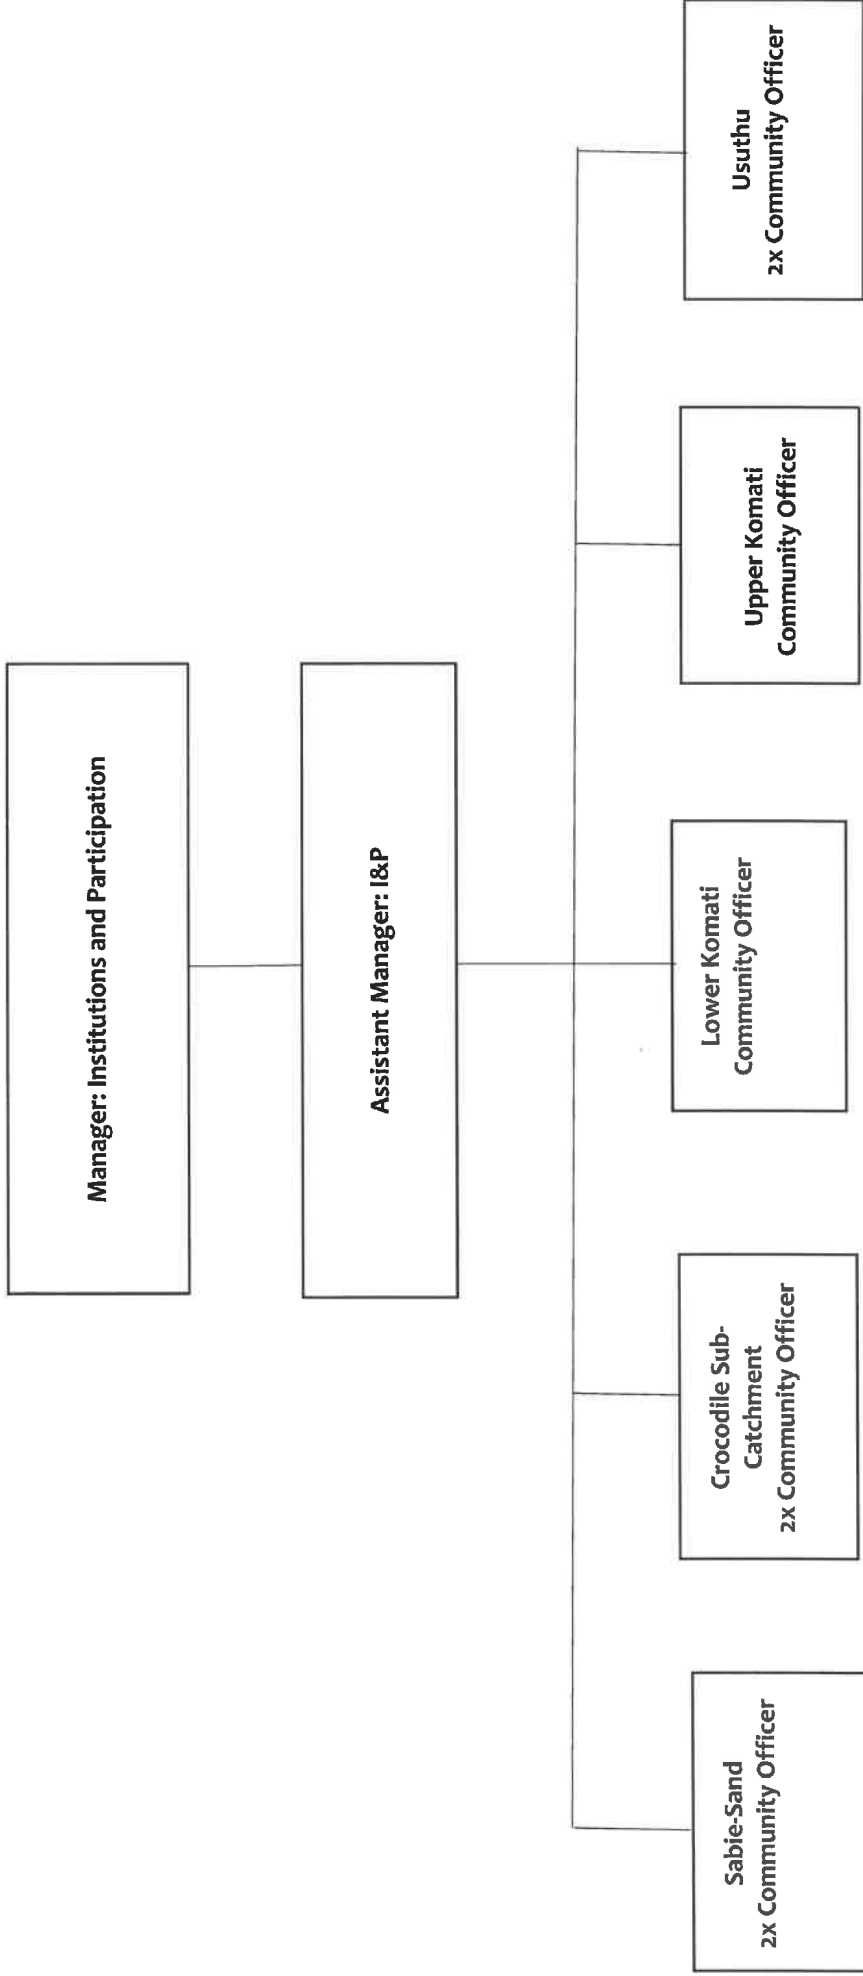 Manager: Institutions and Participation
Assistant Manager: I&P
Sabie-Sand
2x Community Officer
Crocodile Sub-
Catchment
2x Community Officer
Lower Komati
Community Officer
Upper Komati
Community Officer
Usuthu
2x Community Officer